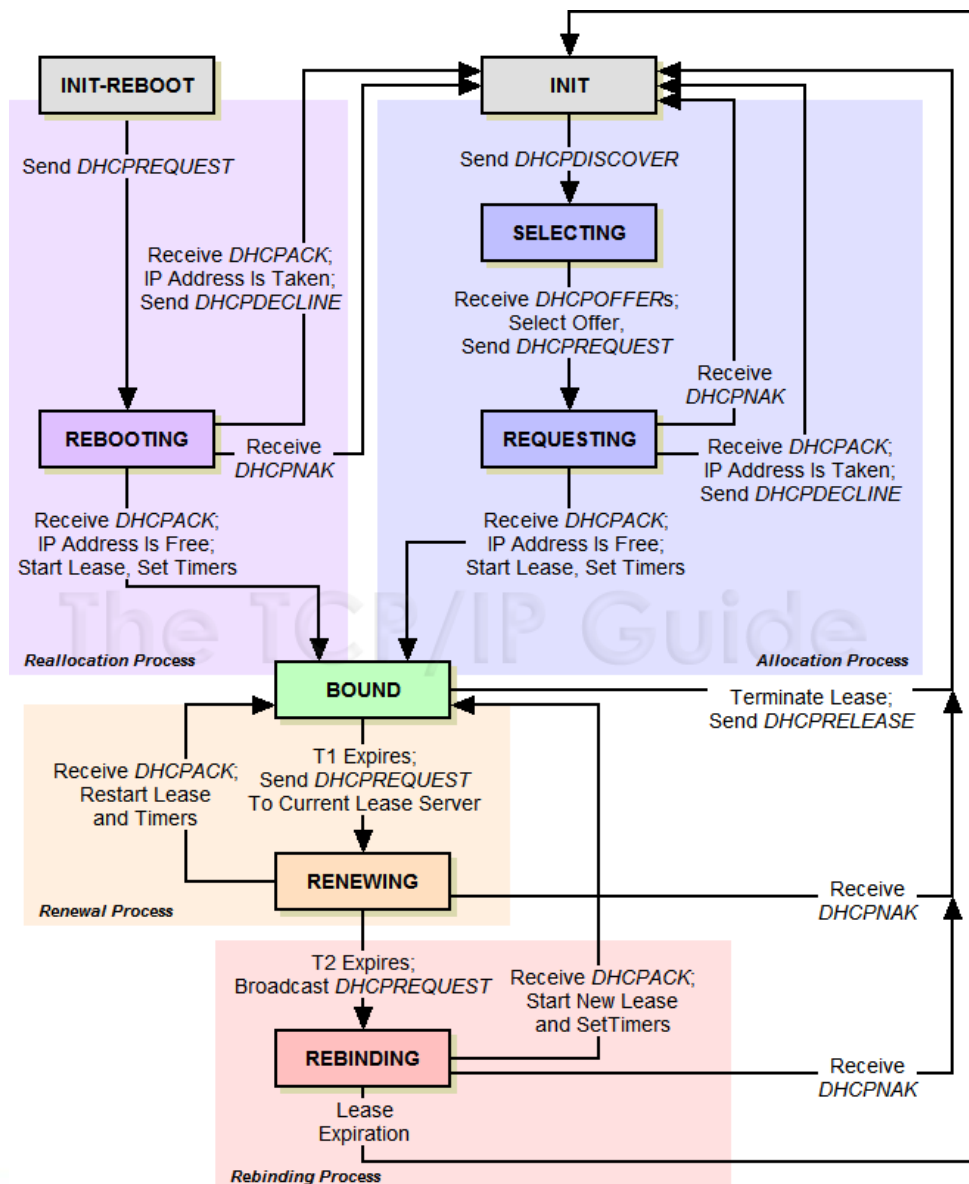 INIT-REBOOT
INIT
Send DHCPREQUEST
Send DHCPDISCOVER
SELECTING
Receive DHCPACK;
IP Address Is Taken;
Send DHCPDECLINE
Receive DHCPOFFERs;
Select Offer,
Send DHCPREQUEST
Receive
DHCPNAK
REBOOTING
Receive
DHCPNAK
REQUESTING
Receive DHCPACK;
IP Address Is Taken;
Send DHCPDECLINE
Receive DHCPACK;
IP Address Is Free;
Start Lease, Set Timers
Receive DHCPACK;
IP Address Is Free;
Start Lease, Set Timers
The TCP/IP Guide
Reallocation Process
Allocation Process
BOUND
Terminate Lease;
Send DHCPRELEASE
Receive DHCPACK;
Restart Lease
and Timers
T1 Expires;
Send DHCPREQUEST
To Current Lease Server
RENEWING
Receive
DHCPNAK
Renewal Process
T2 Expires;
Broadcast DHCPREQUEST
Receive DHCPACK;
Start New Lease
and SetTimers
REBINDING
Receive
DHCPNAK
Lease
Expiration
Rebinding Process